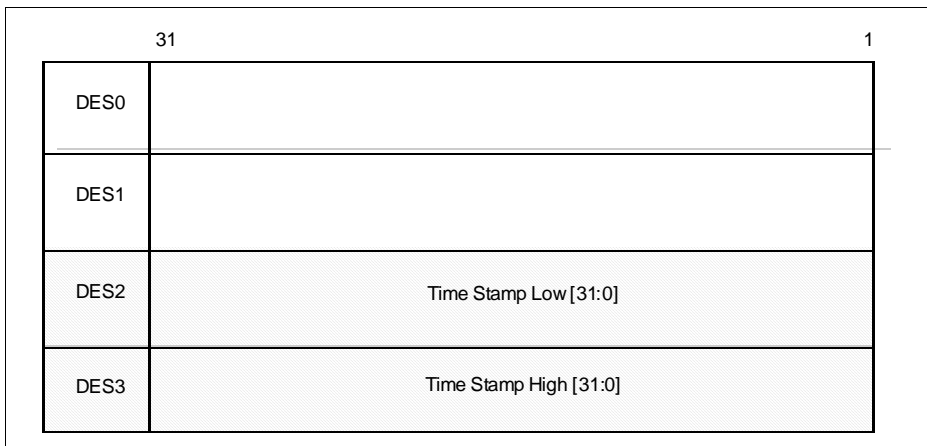 31 1
DES0
DES1
DES2 Time Stamp Low [31:0]
DES3 Time Stamp High [31:0]